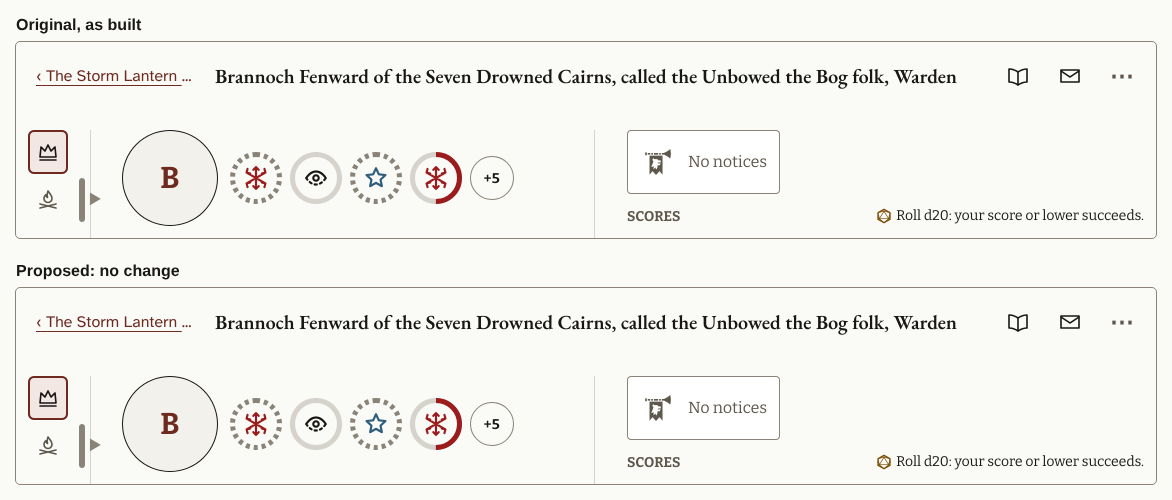 Original, as built
‹ The Storm Lantern ...
Brannoch Fenward of the Seven Drowned Cairns, called the Unbowed the Bog folk, Warden
B
+5
No notices
SCORES
Roll d20: your score or lower succeeds.
Proposed: no change
‹ The Storm Lantern ...
Brannoch Fenward of the Seven Drowned Cairns, called the Unbowed the Bog folk, Warden
B
+5
No notices
SCORES
Roll d20: your score or lower succeeds.